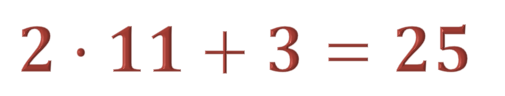 2 · 11 + 3 = 25